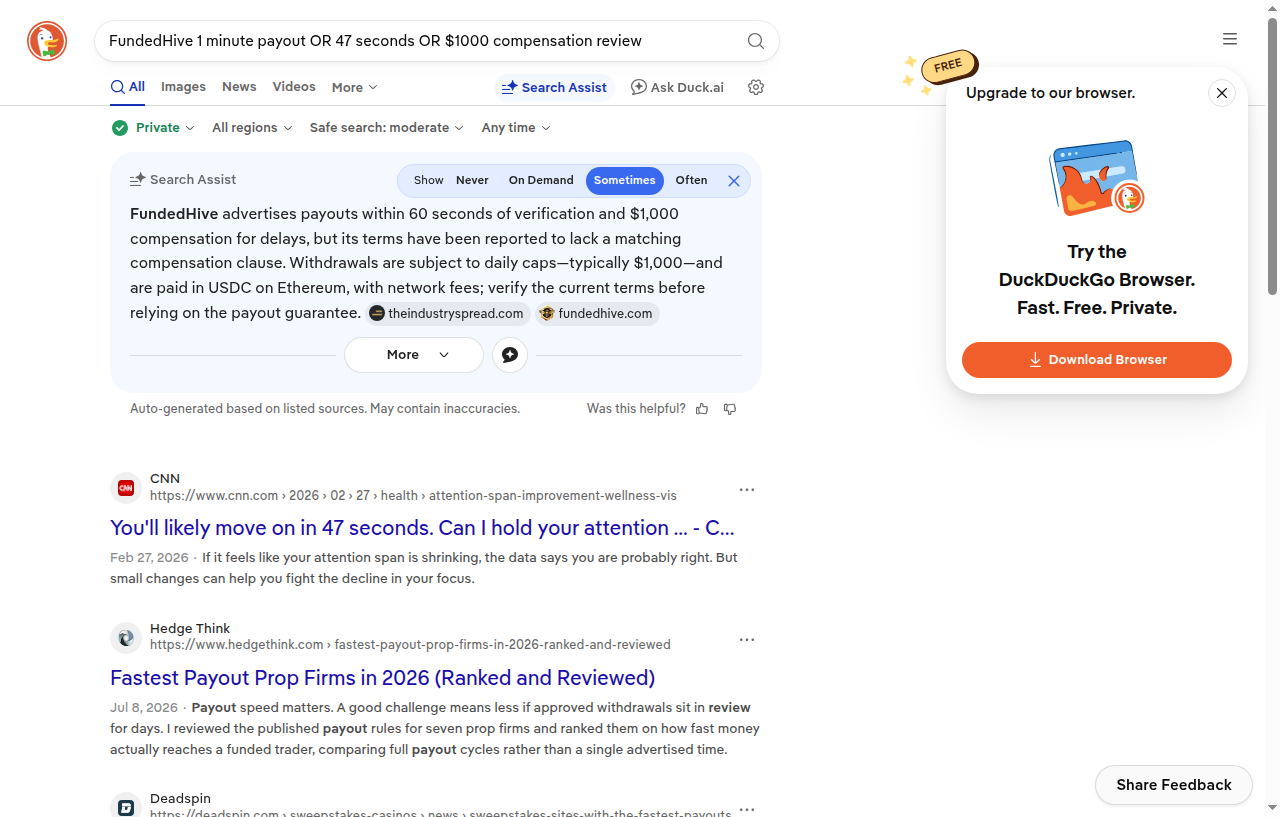 FundedHive 1 minute payout OR 47 seconds OR $1000 compensation review
All
Images
News
Videos
More
Search Assist
Ask Duck.ai
Private
All regions
Safe search: moderate
Any time
FREE
Upgrade to our browser.
Try the
DuckDuckGo Browser.
Fast. Free. Private.
Download Browser
Search Assist
Show
Never
On Demand
Sometimes
Often
FundedHive advertises payouts within 60 seconds of verification and $1,000
compensation for delays, but its terms have been reported to lack a matching
compensation clause. Withdrawals are subject to daily caps—typically $1,000—and
are paid in USDC on Ethereum, with network fees; verify the current terms before
relying on the payout guarantee. theindustryspread.com fundedhive.com
More
Auto-generated based on listed sources. May contain inaccuracies.
Was this helpful?
CNN
CNN
https://www.cnn.com › 2026 › 02 › 27 › health › attention-span-improvement-wellness-vis
You'll likely move on in 47 seconds. Can I hold your attention ... - C...
Feb 27, 2026 · If it feels like your attention span is shrinking, the data says you are probably right. But
small changes can help you fight the decline in your focus.
Hedge Think
https://www.hedgethink.com › fastest-payout-prop-firms-in-2026-ranked-and-reviewed
Fastest Payout Prop Firms in 2026 (Ranked and Reviewed)
Jul 8, 2026 · Payout speed matters. A good challenge means less if approved withdrawals sit in review
for days. I reviewed the published payout rules for seven prop firms and ranked them on how fast money
actually reaches a funded trader, comparing full payout cycles rather than a single advertised time.
Deadspin
https://deadspin.com › sweepstakes-casinos › news › sweepstakes-sites-with-the-fastest-payouts
Share Feedback